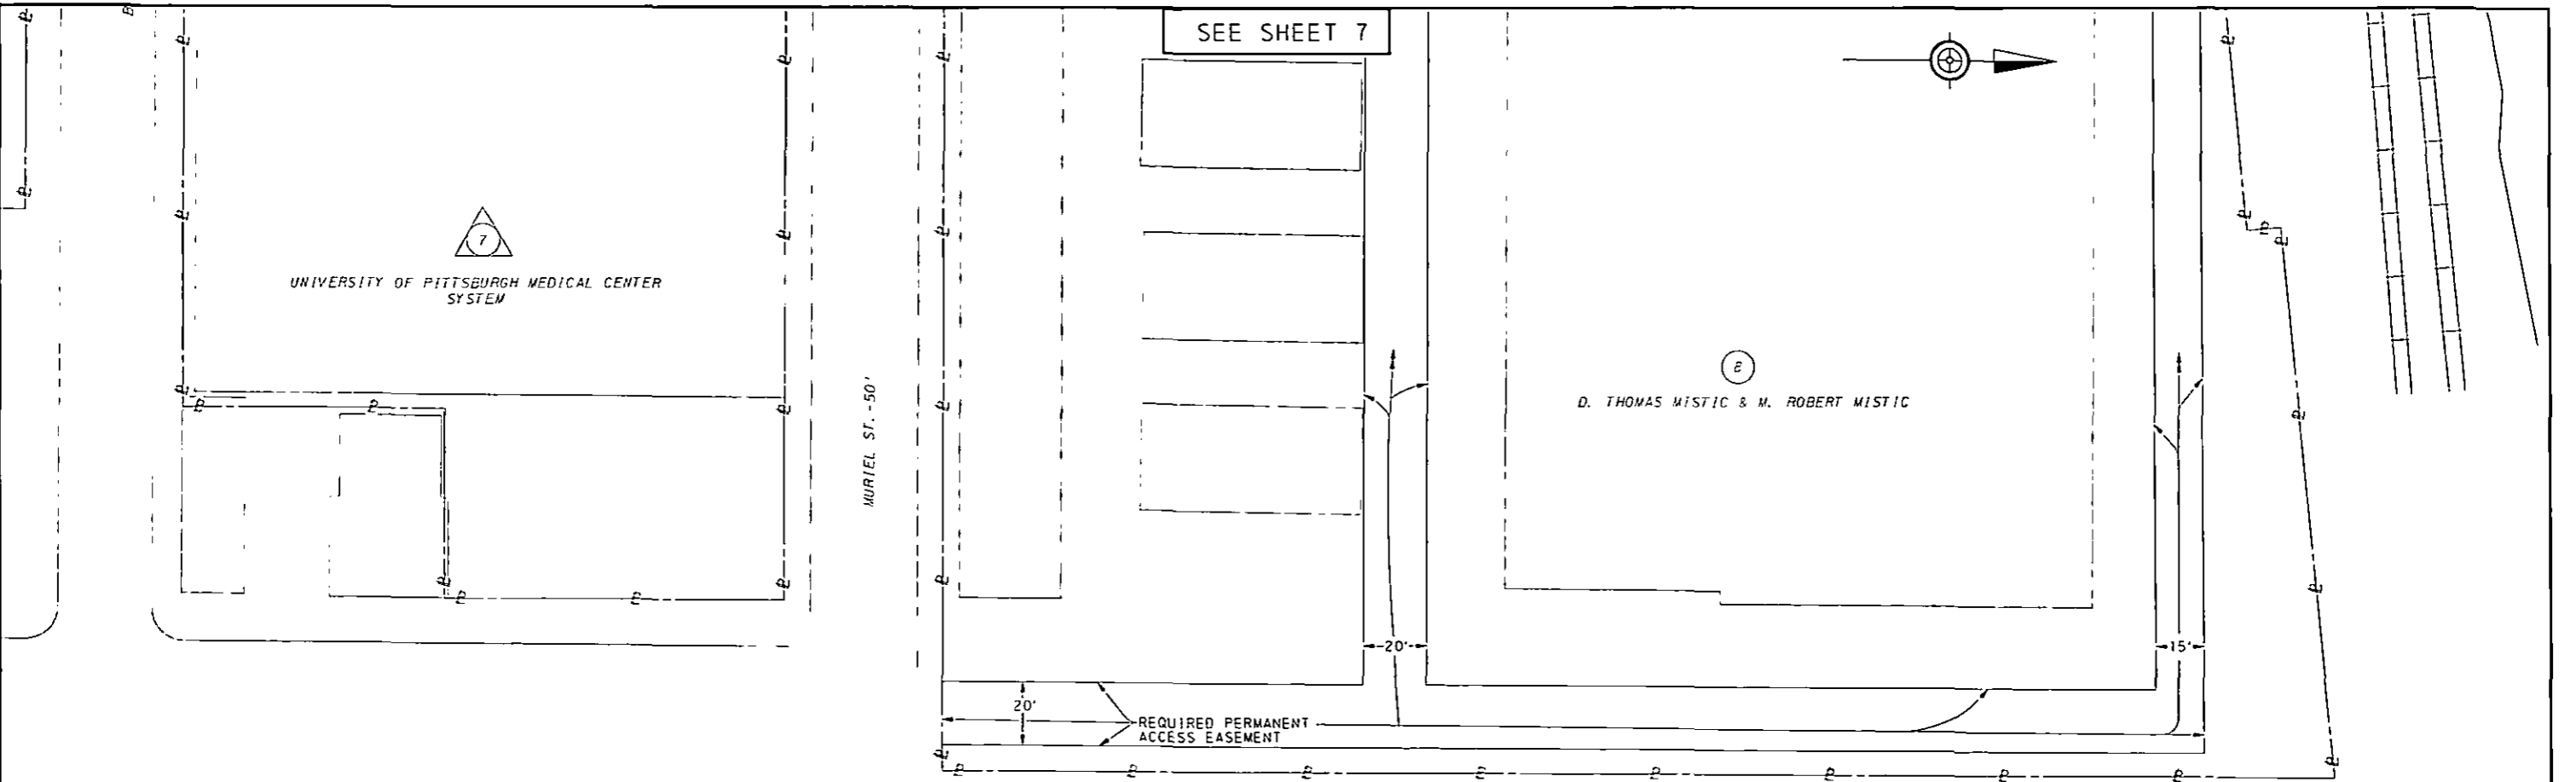 SEE SHEET 7
7
UNIVERSITY OF PITTSBURGH MEDICAL CENTER
SYSTEM
MURIEL ST.-50'
8
D. THOMAS MISTIC & M. ROBERT MISTIC
20'
15'
20'
REQUIRED PERMANENT
ACCESS EASEMENT